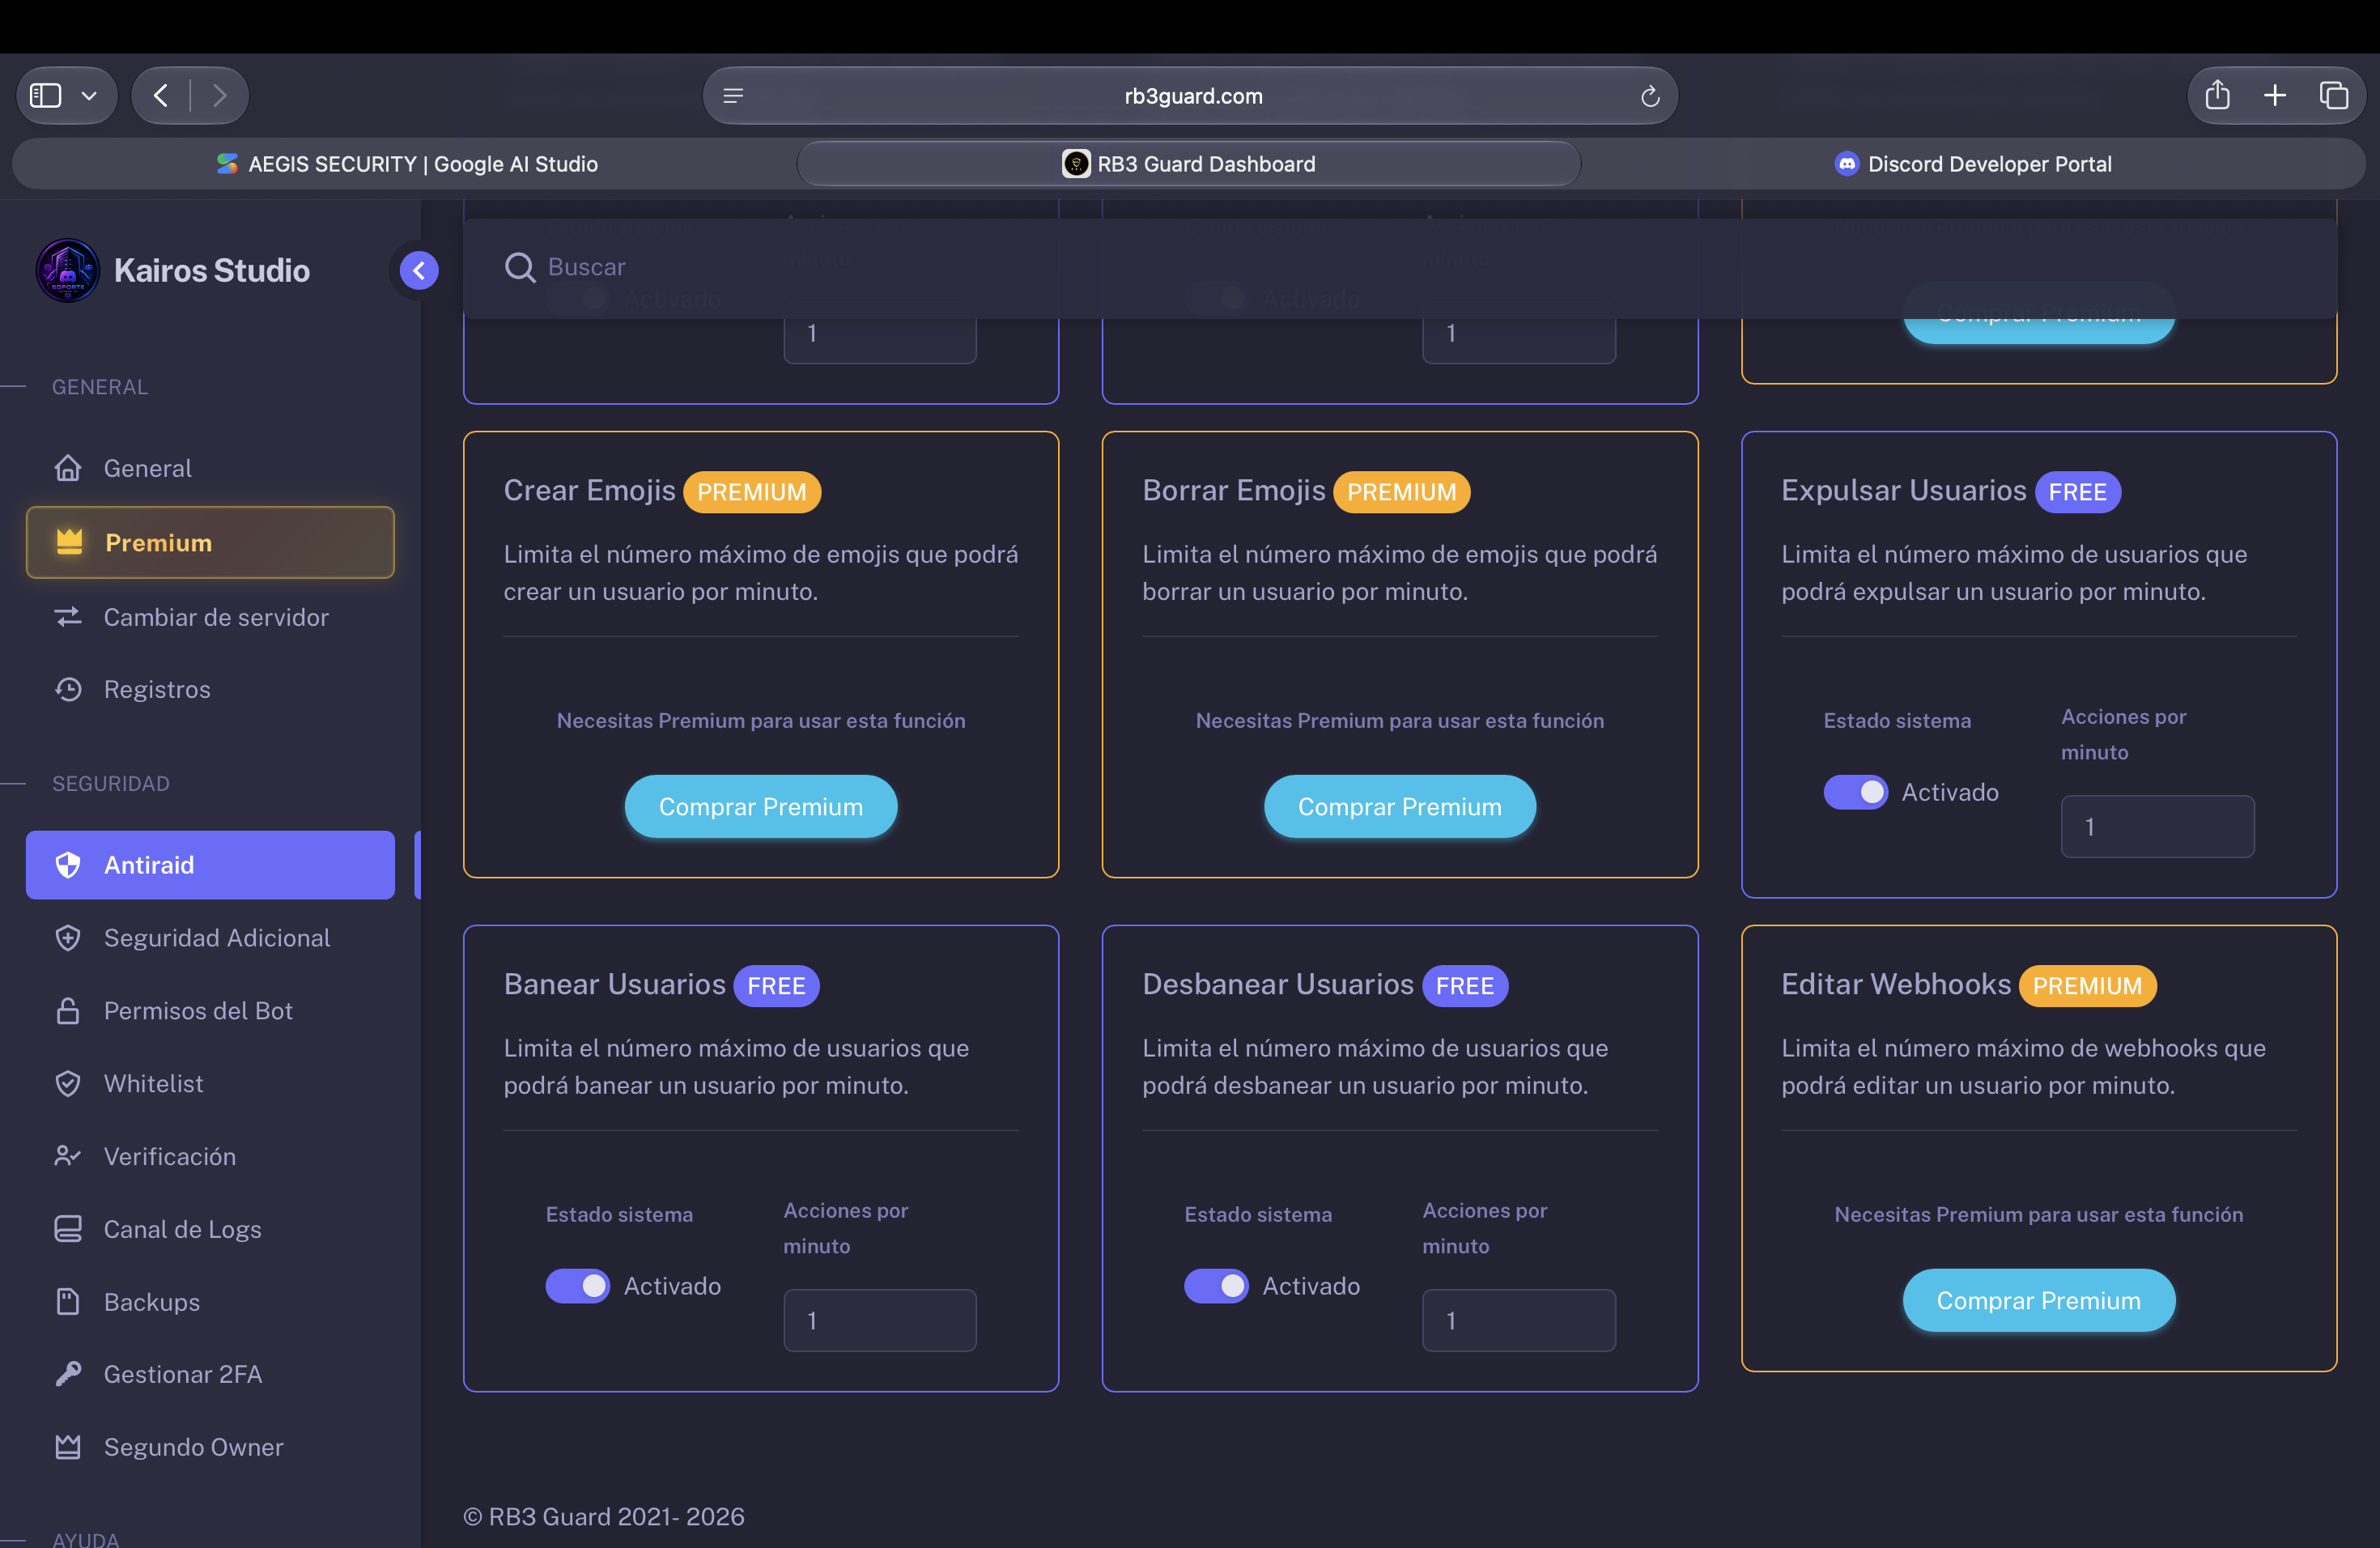 rb3guard.com
AEGIS SECURITY | Google AI Studio
RB3 Guard Dashboard
Discord Developer Portal
Kairos Studio
GENERAL
General
Premium
Cambiar de servidor
Registros
SEGURIDAD
Antiraid
Seguridad Adicional
Permisos del Bot
Whitelist
Verificación
Canal de Logs
Backups
Gestionar 2FA
Segundo Owner
AYUDA
Buscar
Activado
1
Activado
1
Comprar Premium
Crear Emojis PREMIUM
Limita el número máximo de emojis que podrá
crear un usuario por minuto.
Necesitas Premium para usar esta función
Comprar Premium
Borrar Emojis PREMIUM
Limita el número máximo de emojis que podrá
borrar un usuario por minuto.
Necesitas Premium para usar esta función
Comprar Premium
Expulsar Usuarios FREE
Limita el número máximo de usuarios que
podrá expulsar un usuario por minuto.
Estado sistema
Activado
Acciones por
minuto
1
Banear Usuarios FREE
Limita el número máximo de usuarios que
podrá banear un usuario por minuto.
Estado sistema
Activado
Acciones por
minuto
1
Desbanear Usuarios FREE
Limita el número máximo de usuarios que
podrá desbanear un usuario por minuto.
Estado sistema
Activado
Acciones por
minuto
1
Editar Webhooks PREMIUM
Limita el número máximo de webhooks que
podrá editar un usuario por minuto.
Necesitas Premium para usar esta función
Comprar Premium
© RB3 Guard 2021- 2026